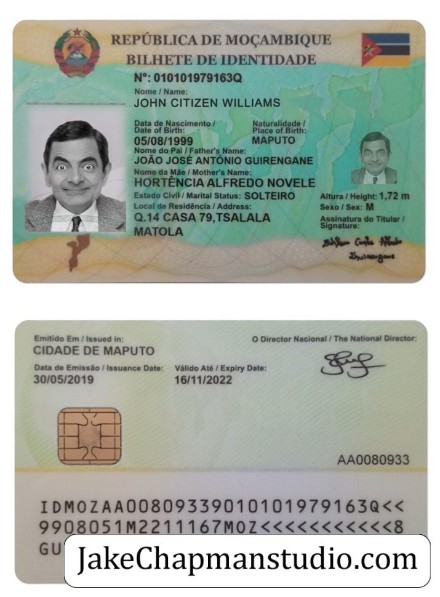 REPÚBLICA DE MOÇAMBIQUE
BILHETE DE IDENTIDADE
Nº: 010101979163Q
Nome / Name:
JOHN CITIZEN WILLIAMS
Data de Nascimento / Date of Birth:
05/08/1999
Naturalidade / Place of Birth:
MAPUTO
Nome do Pai / Father's Name:
JOÃO JOSÉ ANTÓNIO GUIRENGANE
Nome da Mãe / Mother's Name:
HORTÊNCIA ALFREDO NOVELE
Estado Civil / Marital Status: SOLTEIRO
Altura / Height: 1,72 m
Local de Residência / Address:
Sexo / Sex: M
Q.14 CASA 79,TSALALA
MATOLA
Assinatura do Titular / Signature:
Emitido Em / Issued in:
CIDADE DE MAPUTO
O Director Nacional / The National Director:
Data de Emissão / Issuance Date:
30/05/2019
Válido Até / Expiry Date:
16/11/2022
AA0080933
IDMOZAA00809339010101979163Q<<
9908051M2211167MOZ<<<<<<<<<<<8
GU
JakeChapmanstudio.com